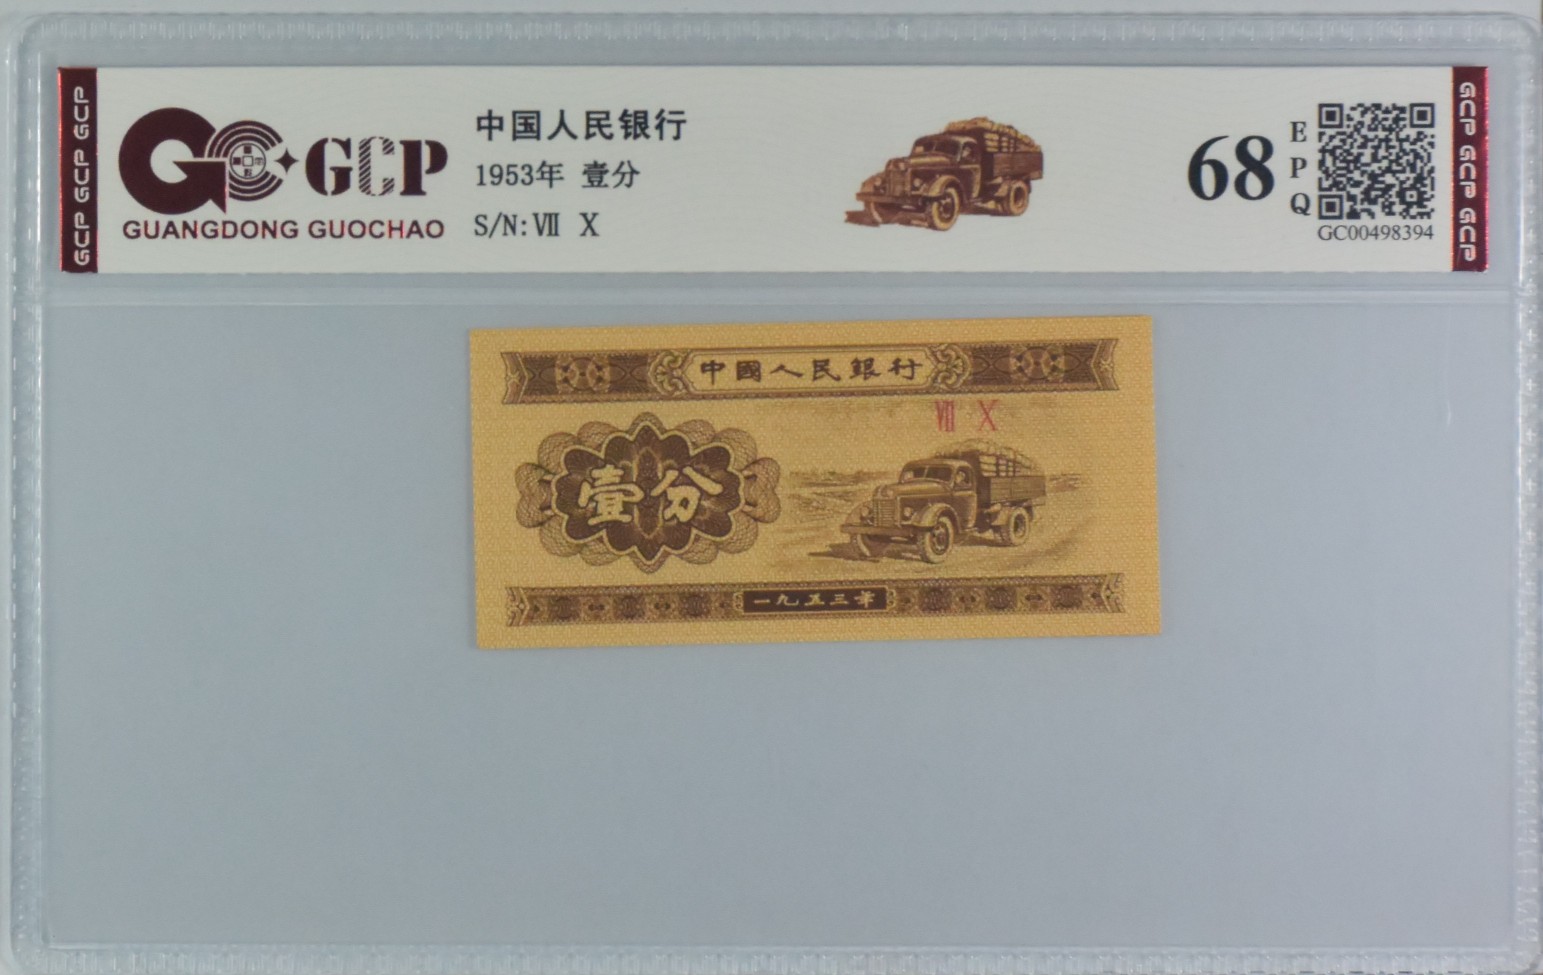 GCP GCP GCP
GCP
GUANGDONG GUOCHAO
中国人民银行
1953年 壹分
S/N: Ⅶ Ⅹ
68
EPQ
GC00498394
GCP GCP GCP
中國人民銀行
Ⅶ Ⅹ
壹分
一九五三年